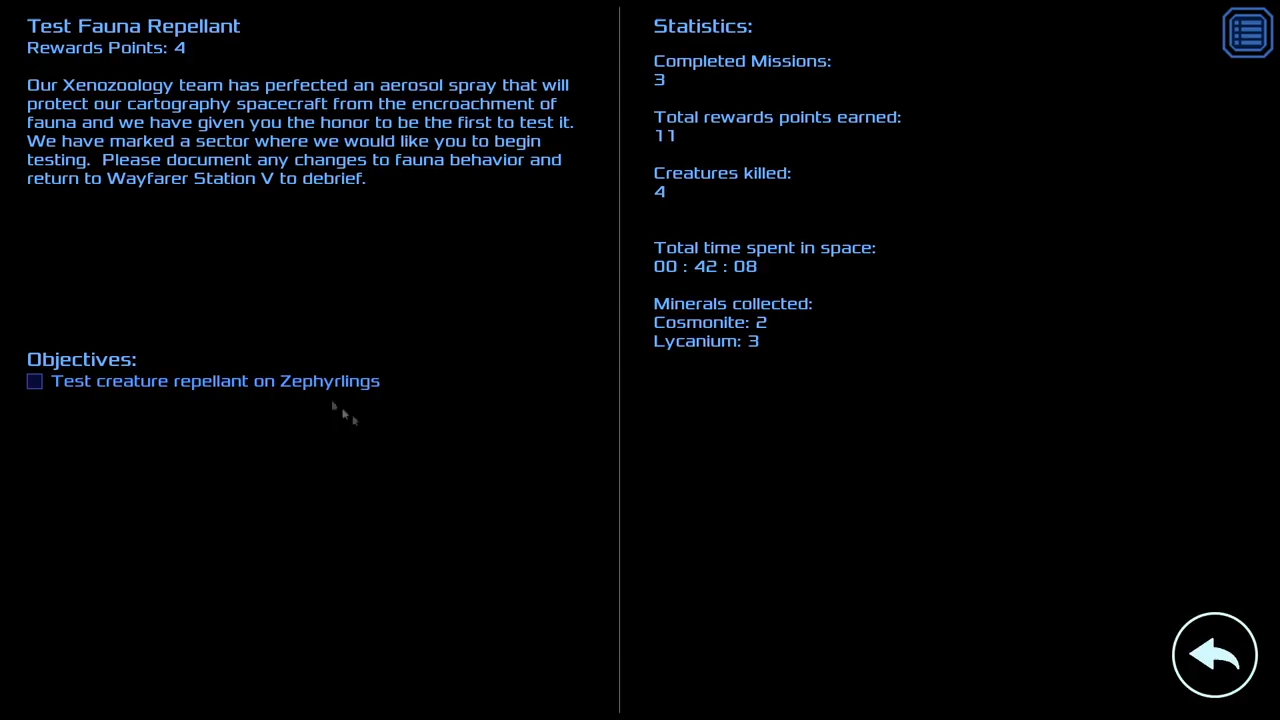 Test Fauna Repellant
Rewards Points: 4
Our Xenozoology team has perfected an aerosol spray that will
protect our cartography spacecraft from the encroachment of
fauna and we have given you the honor to be the first to test it.
We have marked a sector where we would like you to begin
testing.  Please document any changes to fauna behavior and
return to Wayfarer Station V to debrief.
Objectives:
Test creature repellant on Zephyrlings
Statistics:
Completed Missions:
3
Total rewards points earned:
11
Creatures killed:
4
Total time spent in space:
00 : 42 : 08
Minerals collected:
Cosmonite: 2
Lycanium: 3